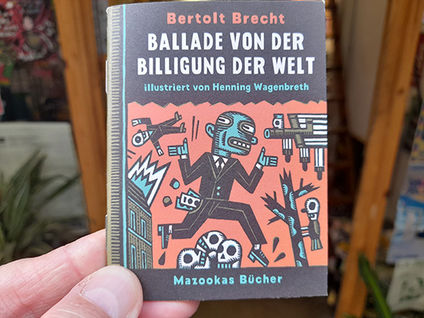 Bertolt Brecht
BALLADE VON DER
BILLIGUNG DER WELT
illustriert von Henning Wagenbreth
Mazookas Bücher